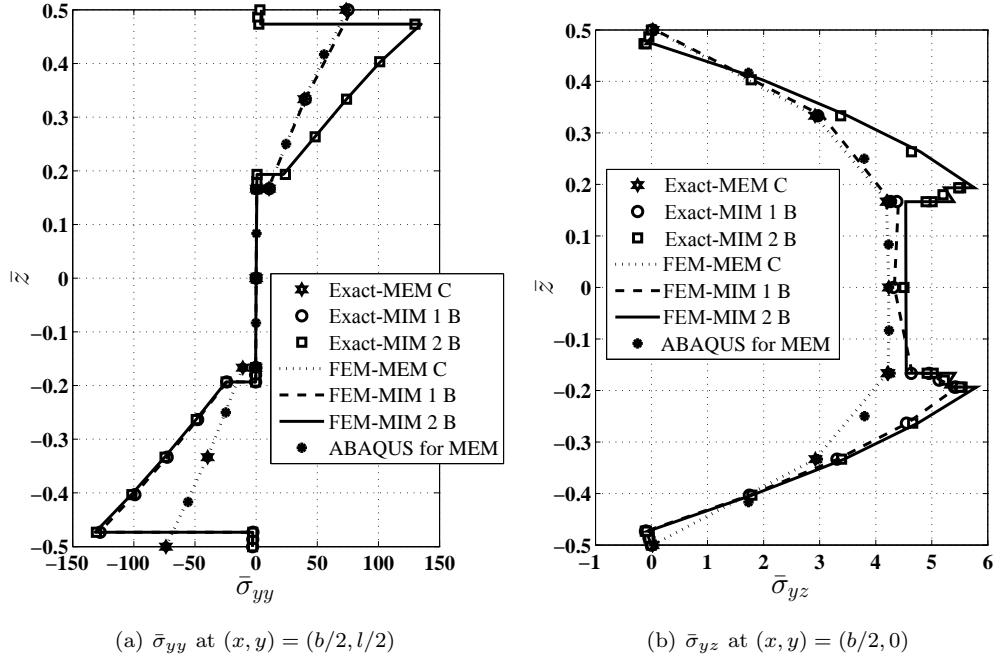 0.5
0.4
0.3
0.2
0.1
0
−0.1
−0.2
−0.3
−0.4
−0.5
z̄
−150 −100 −50 0 50 100 150
σ̄yy
Exact-MEM C
Exact-MIM 1 B
Exact-MIM 2 B
FEM-MEM C
FEM-MIM 1 B
FEM-MIM 2 B
ABAQUS for MEM
(a) σ̄yy at (x, y) = (b/2, l/2)
0.5
0.4
0.3
0.2
0.1
0
−0.1
−0.2
−0.3
−0.4
−0.5
z̄
−1 0 1 2 3 4 5 6
σ̄yz
Exact-MEM C
Exact-MIM 1 B
Exact-MIM 2 B
FEM-MEM C
FEM-MIM 1 B
FEM-MIM 2 B
ABAQUS for MEM
(b) σ̄yz at (x, y) = (b/2, 0)